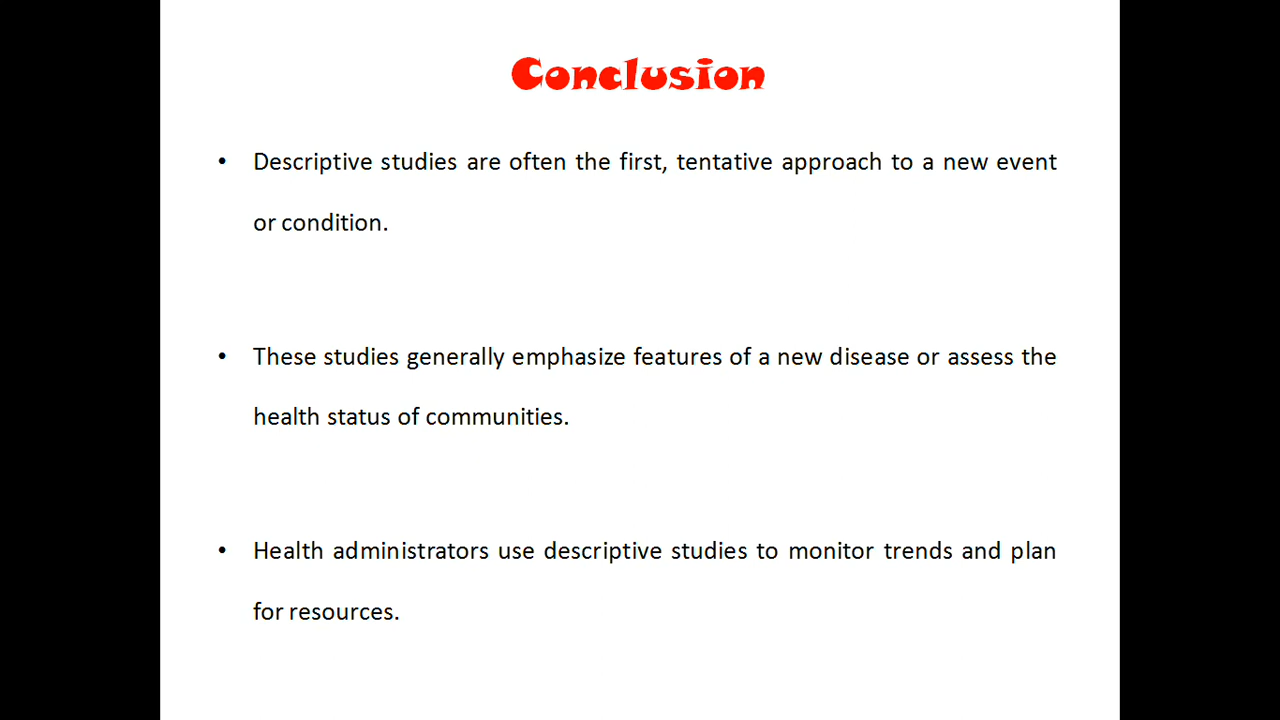 Conclusion
• Descriptive studies are often the first, tentative approach to a new event
or condition.
• These studies generally emphasize features of a new disease or assess the
health status of communities.
• Health administrators use descriptive studies to monitor trends and plan
for resources.